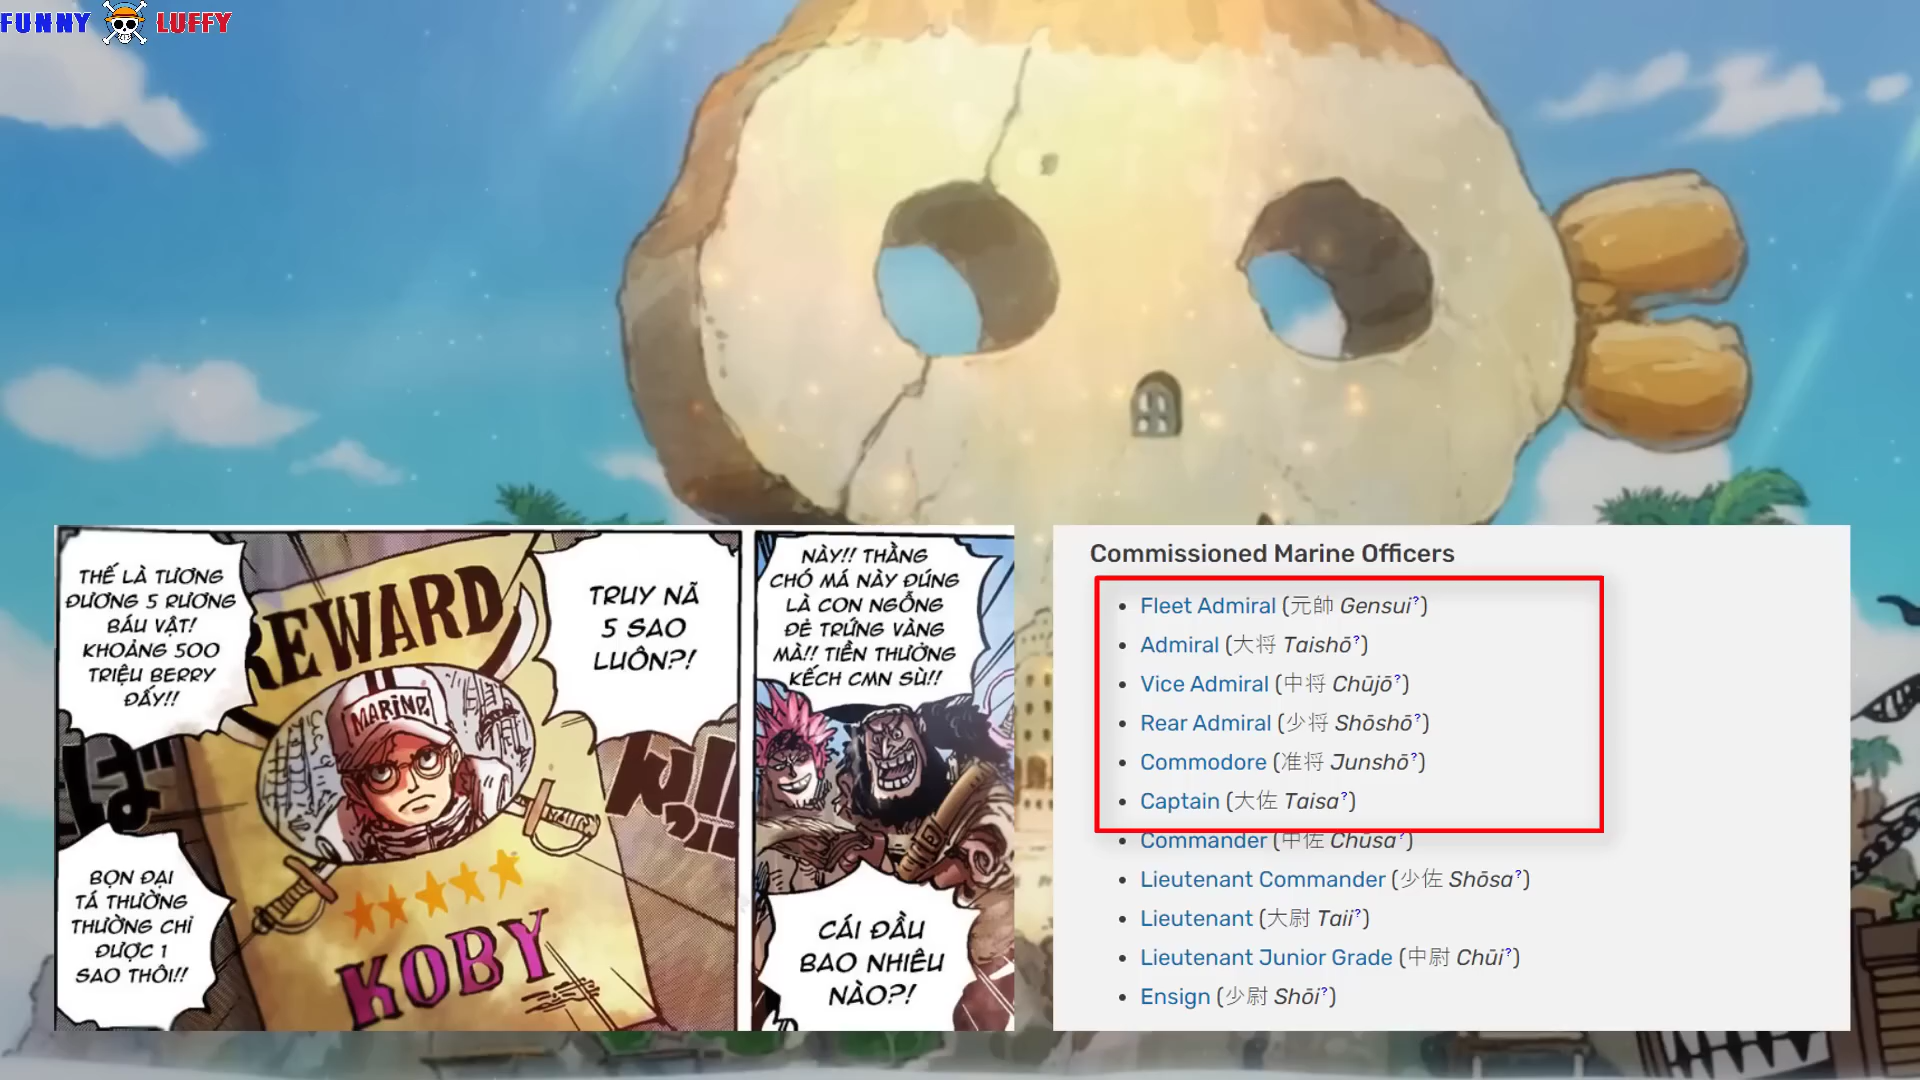 FUNNY LUFFY
THẾ LÀ TƯƠNG
ĐƯƠNG 5 RƯƠNG
BÁU VẬT!
KHOẢNG 500
TRIỆU BERRY
ĐẤY!!
REWARD
MARINE
TRUY NÃ
5 SAO
LUÔN?!
BỌN ĐẠI
TÁ THƯỜNG
THƯỜNG CHỈ
ĐƯỢC 1
SAO THÔI!!
KOBY
NÀY!! THẰNG
CHÓ MÁ NÀY ĐÚNG
LÀ CON NGỖNG
ĐẺ TRỨNG VÀNG
MÀ!! TIỀN THƯỞNG
KẾCH CMN SÙ!!
CÁI ĐẦU
BAO NHIÊU
NÀO?!
Commissioned Marine Officers
• Fleet Admiral (元帥 Gensui?)
• Admiral (大将 Taishō?)
• Vice Admiral (中将 Chūjō?)
• Rear Admiral (少将 Shōshō?)
• Commodore (准将 Junshō?)
• Captain (大佐 Taisa?)
• Commander (中佐 Chūsa?)
• Lieutenant Commander (少佐 Shōsa?)
• Lieutenant (大尉 Taii?)
• Lieutenant Junior Grade (中尉 Chūi?)
• Ensign (少尉 Shōi?)